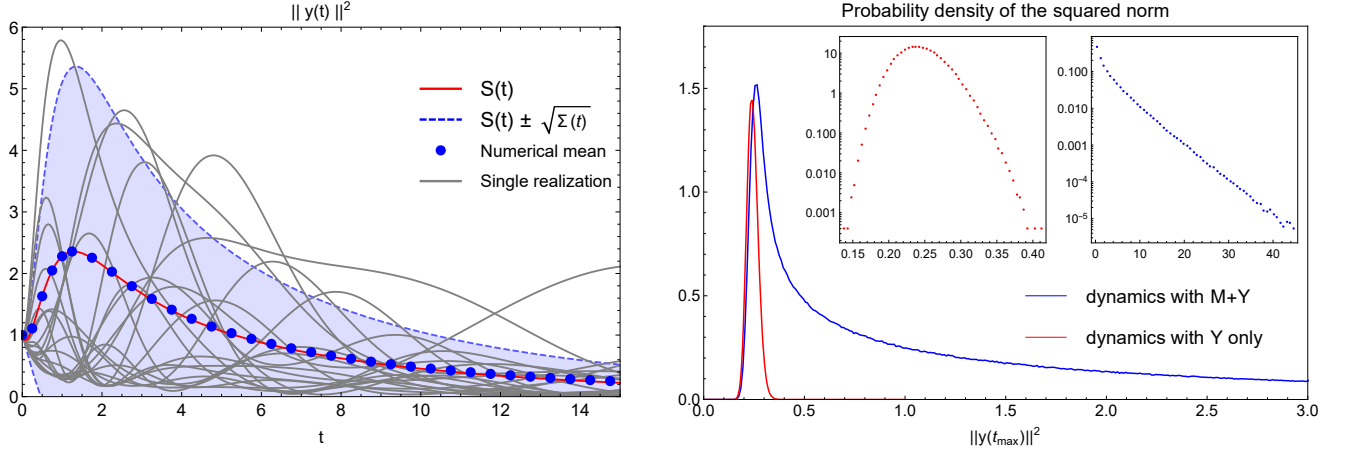 || y(t) ||²
6
5
4
3
2
1
0
0 2 4 6 8 10 12 14
t
S(t)
S(t) ± √Σ(t)
Numerical mean
Single realization
Probability density of the squared norm
1.5
1.0
0.5
0.0
0.0 0.5 1.0 1.5 2.0 2.5 3.0
||y(t_max)||²
10
1
0.100
0.010
0.001
0.15 0.20 0.25 0.30 0.35 0.40
0.100
0.010
0.001
10⁻⁴
10⁻⁵
0 10 20 30 40
dynamics with M+Y
dynamics with Y only